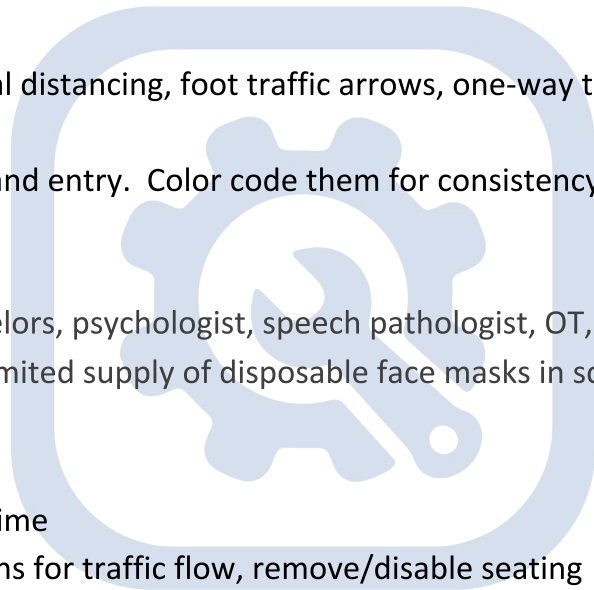 al distancing, foot traffic arrows, one-way t
and entry.  Color code them for consistency
elors, psychologist, speech pathologist, OT,
mited supply of disposable face masks in sc
ime
ns for traffic flow, remove/disable seating